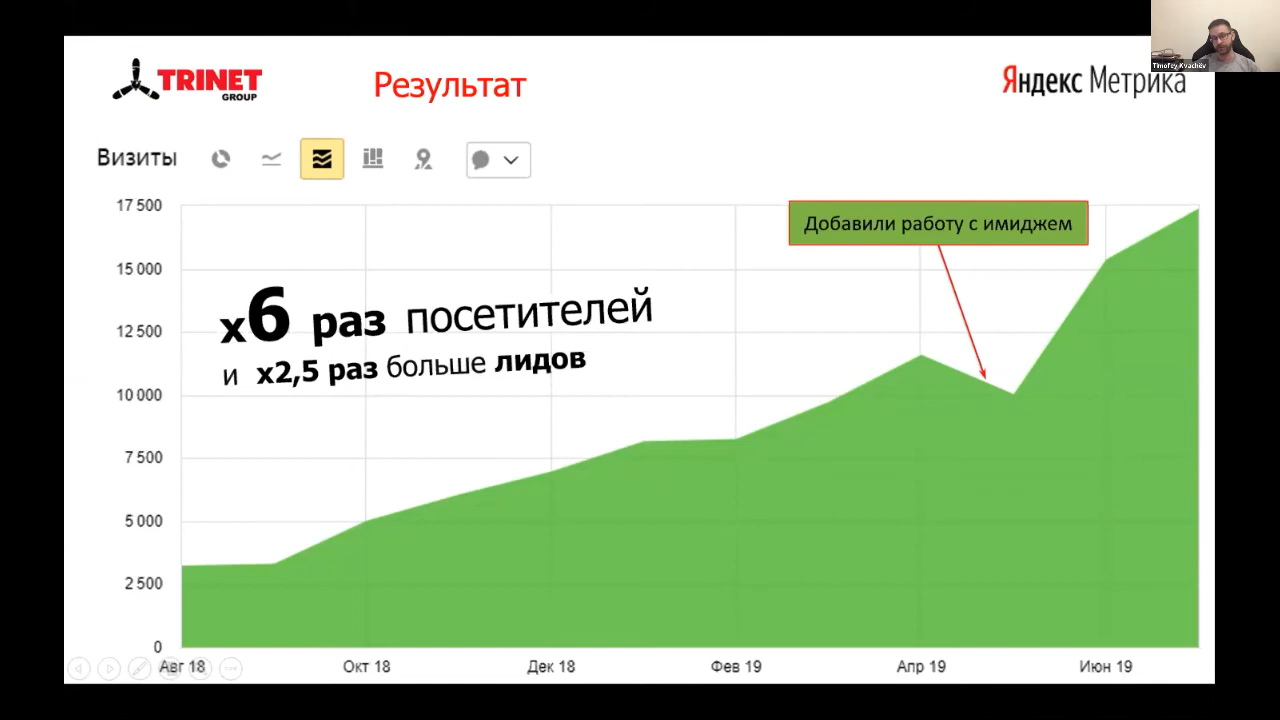 Timofey Kvachëv
TRINET
GROUP
Результат
Яндекс Метрика
Визиты
17 500
15 000
12 500
10 000
7 500
5 000
2 500
0
Добавили работу с имиджем
x6 раз посетителей
и x2,5 раз больше лидов
Авг 18
Окт 18
Дек 18
Фев 19
Апр 19
Июн 19